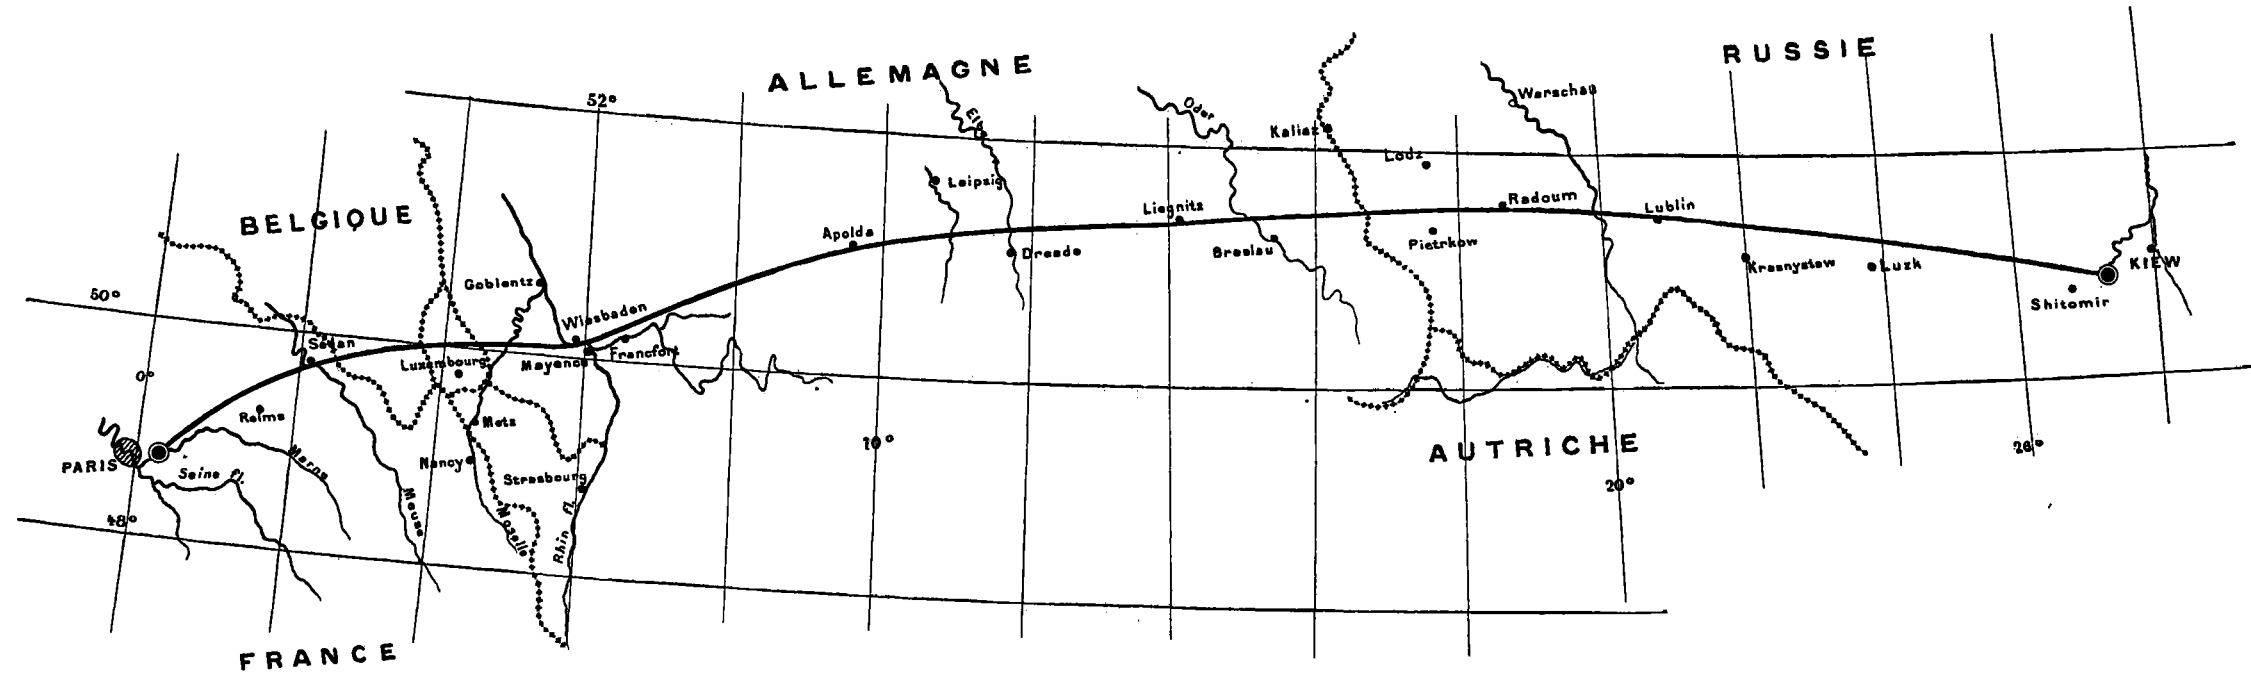 ALLEMAGNE
RUSSIE
52°
Oder
Warschau
Elb
Kalisz
Lodz
Leipzig
BELGIQUE
Liegnitz
Radoum
Lublin
Apolda
Breslau
Pietrkow
Dresde
Krasnystaw
Luzk
KIEW
Coblentz
50°
Shitomir
Wiesbaden
Sedan
Luxembourg
Mayence
Francfort
0°
Reims
Metz
10°
AUTRICHE
26°
PARIS
Seine fl.
Marne
Nancy
Strasbourg
20°
48°
Meuse
Moselle
Rhin fl.
FRANCE